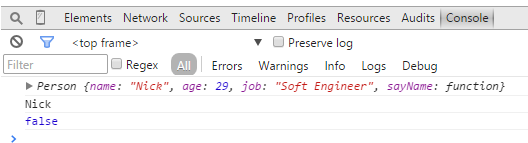 Elements Network Sources Timeline Profiles Resources Audits Console
<top frame> ▼ Preserve log
Filter Regex All Errors Warnings Info Logs Debug
▶ Person {name: "Nick", age: 29, job: "Soft Engineer", sayName: function}
Nick
false
>